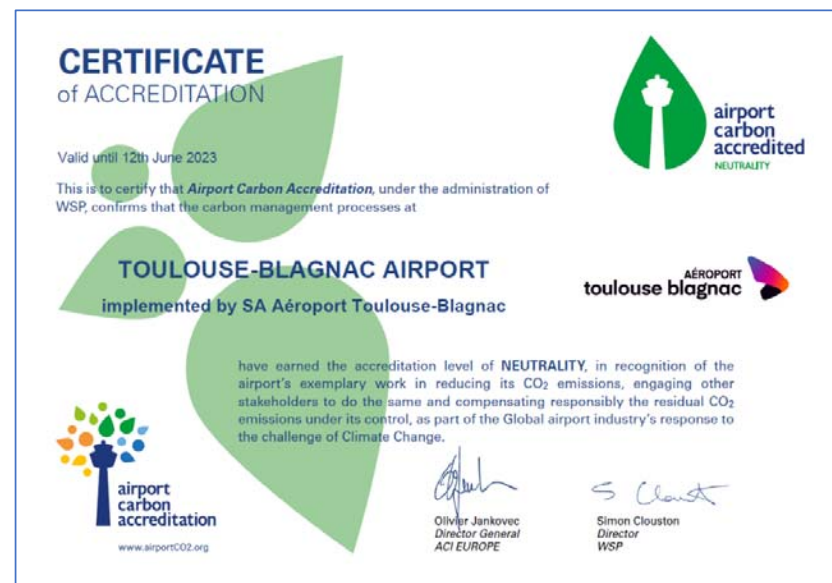 CERTIFICATE
of ACCREDITATION
airport
carbon
accredited
NEUTRALITY
Valid until 12th June 2023
This is to certify that Airport Carbon Accreditation, under the administration of
WSP, confirms that the carbon management processes at
TOULOUSE-BLAGNAC AIRPORT
implemented by SA Aéroport Toulouse-Blagnac
AÉROPORT
toulouse blagnac
have earned the accreditation level of NEUTRALITY, in recognition of the
airport's exemplary work in reducing its CO₂ emissions, engaging other
stakeholders to do the same and compensating responsibly the residual CO₂
emissions under its control, as part of the Global airport industry's response to
the challenge of Climate Change.
airport
carbon
accreditation
www.airportCO2.org
S Clouston
Olivier Jankovec
Director General
ACI EUROPE
Simon Clouston
Director
WSP